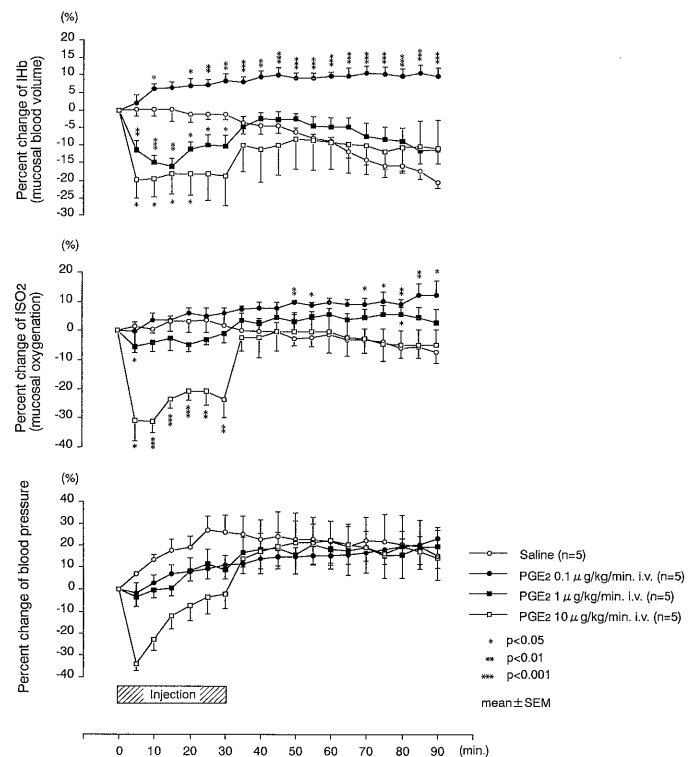 (%)
Percent change of IHb
(mucosal blood volume)
20
15
10
5
0
-5
-10
-15
-20
-25
-30
(%)
Percent change of ISO2
(mucosal oxygenation)
20
10
0
-10
-20
-30
-40
(%)
Percent change of blood pressure
40
30
20
10
0
-10
-20
-30
-40
Injection
0 10 20 30 40 50 60 70 80 90 (min.)
Saline (n=5)
PGE2 0.1 μg/kg/min. i.v. (n=5)
PGE2 1 μg/kg/min. i.v. (n=5)
PGE2 10 μg/kg/min. i.v. (n=5)
* p<0.05
** p<0.01
*** p<0.001
mean±SEM